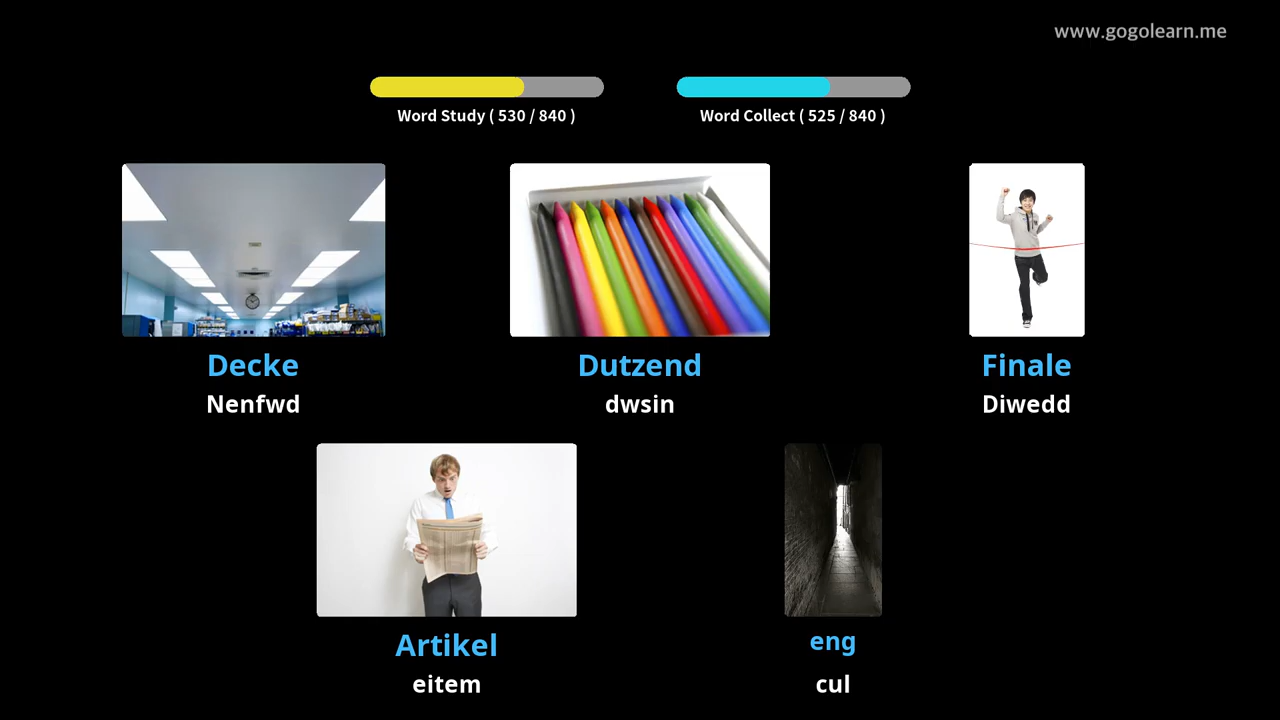 www.gogolearn.me
Word Study ( 530 / 840 )
Word Collect ( 525 / 840 )
Decke
Nenfwd
Dutzend
dwsin
Finale
Diwedd
Artikel
eitem
eng
cul